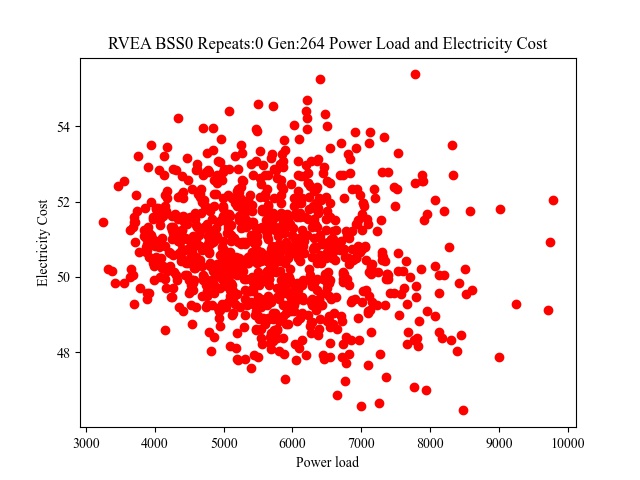 RVEA BSS0 Repeats:0 Gen:264 Power Load and Electricity Cost
54
52
50
48
Electricity Cost
3000 4000 5000 6000 7000 8000 9000 10000
Power load